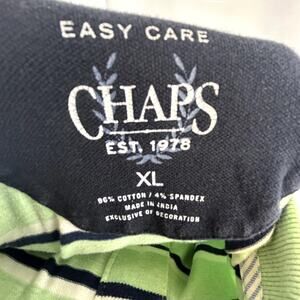 EASY CARE
CHAPS
EST. 1978
XL
96% COTTON / 4% SPANDEX
MADE IN INDIA
EXCLUSIVE OF DECORATION